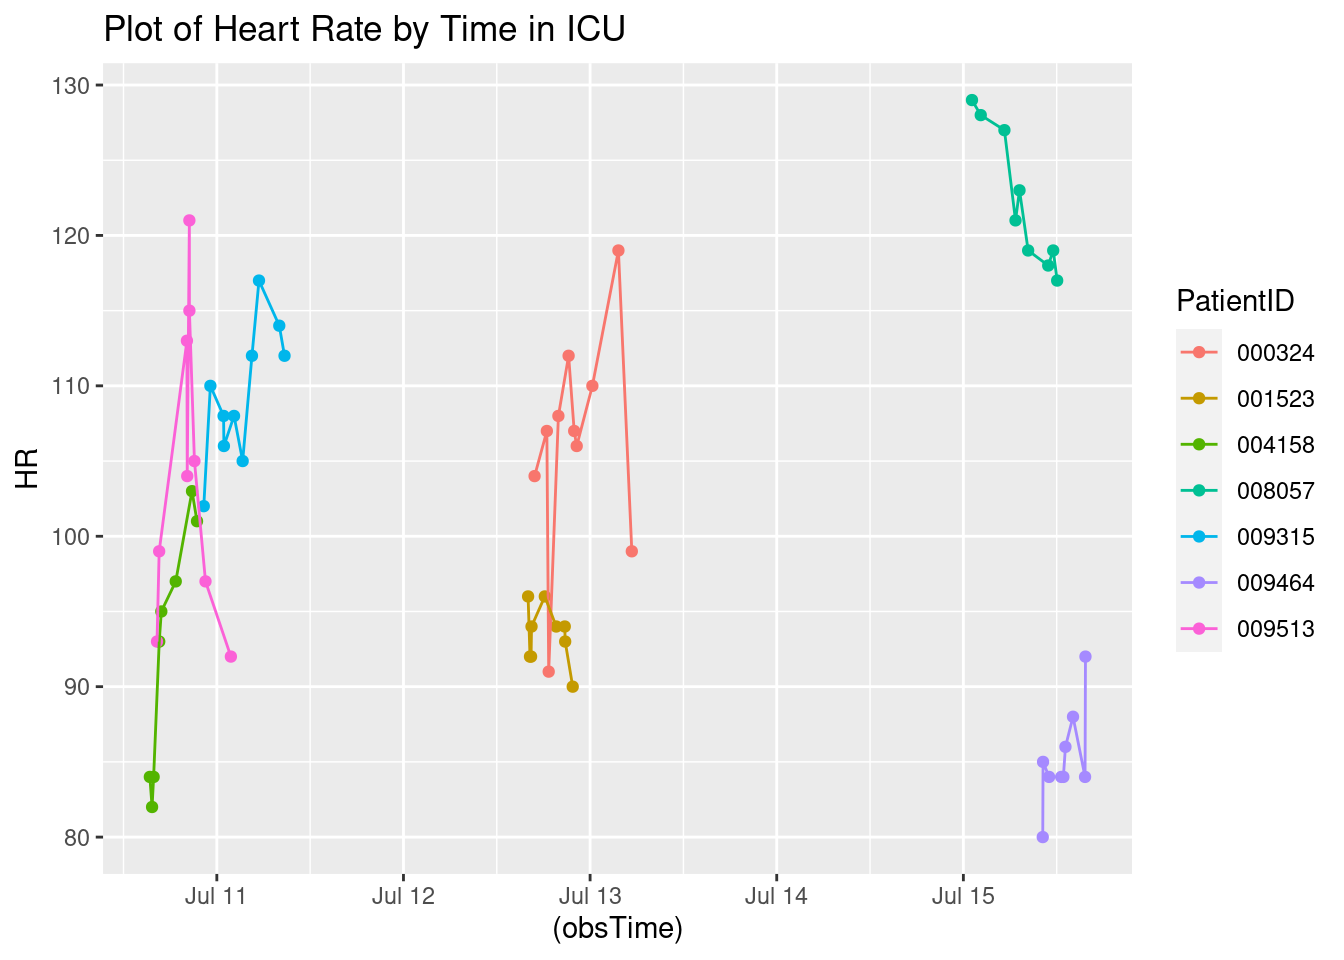 Plot of Heart Rate by Time in ICU
130
120
110
100
90
80
HR
Jul 11
Jul 12
Jul 13
Jul 14
Jul 15
(obsTime)
PatientID
000324
001523
004158
008057
009315
009464
009513